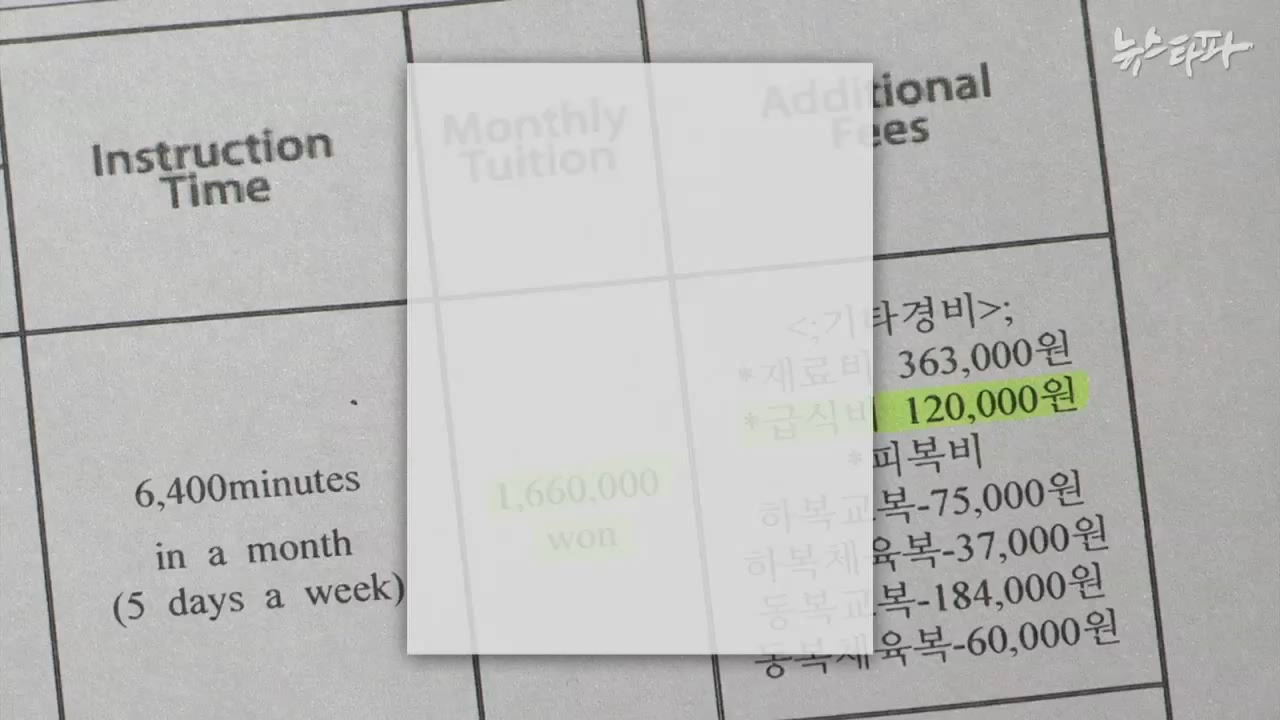 뉴스타파
Instruction
Time
Monthly
Tuition
Additional
Fees
6,400minutes
in a month
(5 days a week)
1,660,000
won
<;기타경비>;
*재료비 363,000원
*급식비 120,000원
*피복비
하복교복-75,000원
하복체육복-37,000원
동복교복-184,000원
동복체육복-60,000원